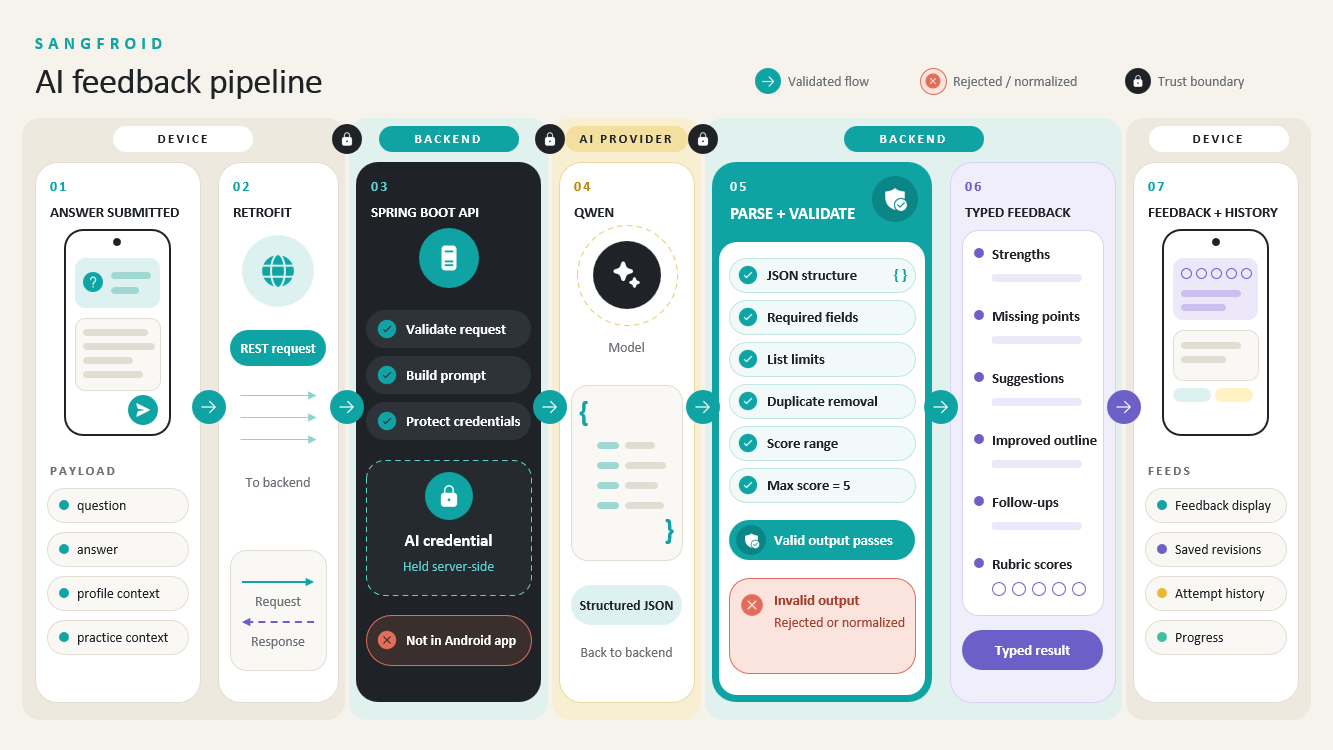 SANGFROID
AI feedback pipeline
Validated flow
Rejected / normalized
Trust boundary
DEVICE
BACKEND
AI PROVIDER
BACKEND
DEVICE
01
ANSWER SUBMITTED
?
PAYLOAD
question
answer
profile context
practice context
02
RETROFIT
REST request
To backend
Request
Response
03
SPRING BOOT API
Validate request
Build prompt
Protect credentials
AI credential
Held server-side
Not in Android app
04
QWEN
Model
{
}
Structured JSON
Back to backend
05
PARSE + VALIDATE
JSON structure { }
Required fields
List limits
Duplicate removal
Score range
Max score = 5
Valid output passes
Invalid output
Rejected or normalized
06
TYPED FEEDBACK
Strengths
Missing points
Suggestions
Improved outline
Follow-ups
Rubric scores
Typed result
07
FEEDBACK + HISTORY
FEEDS
Feedback display
Saved revisions
Attempt history
Progress